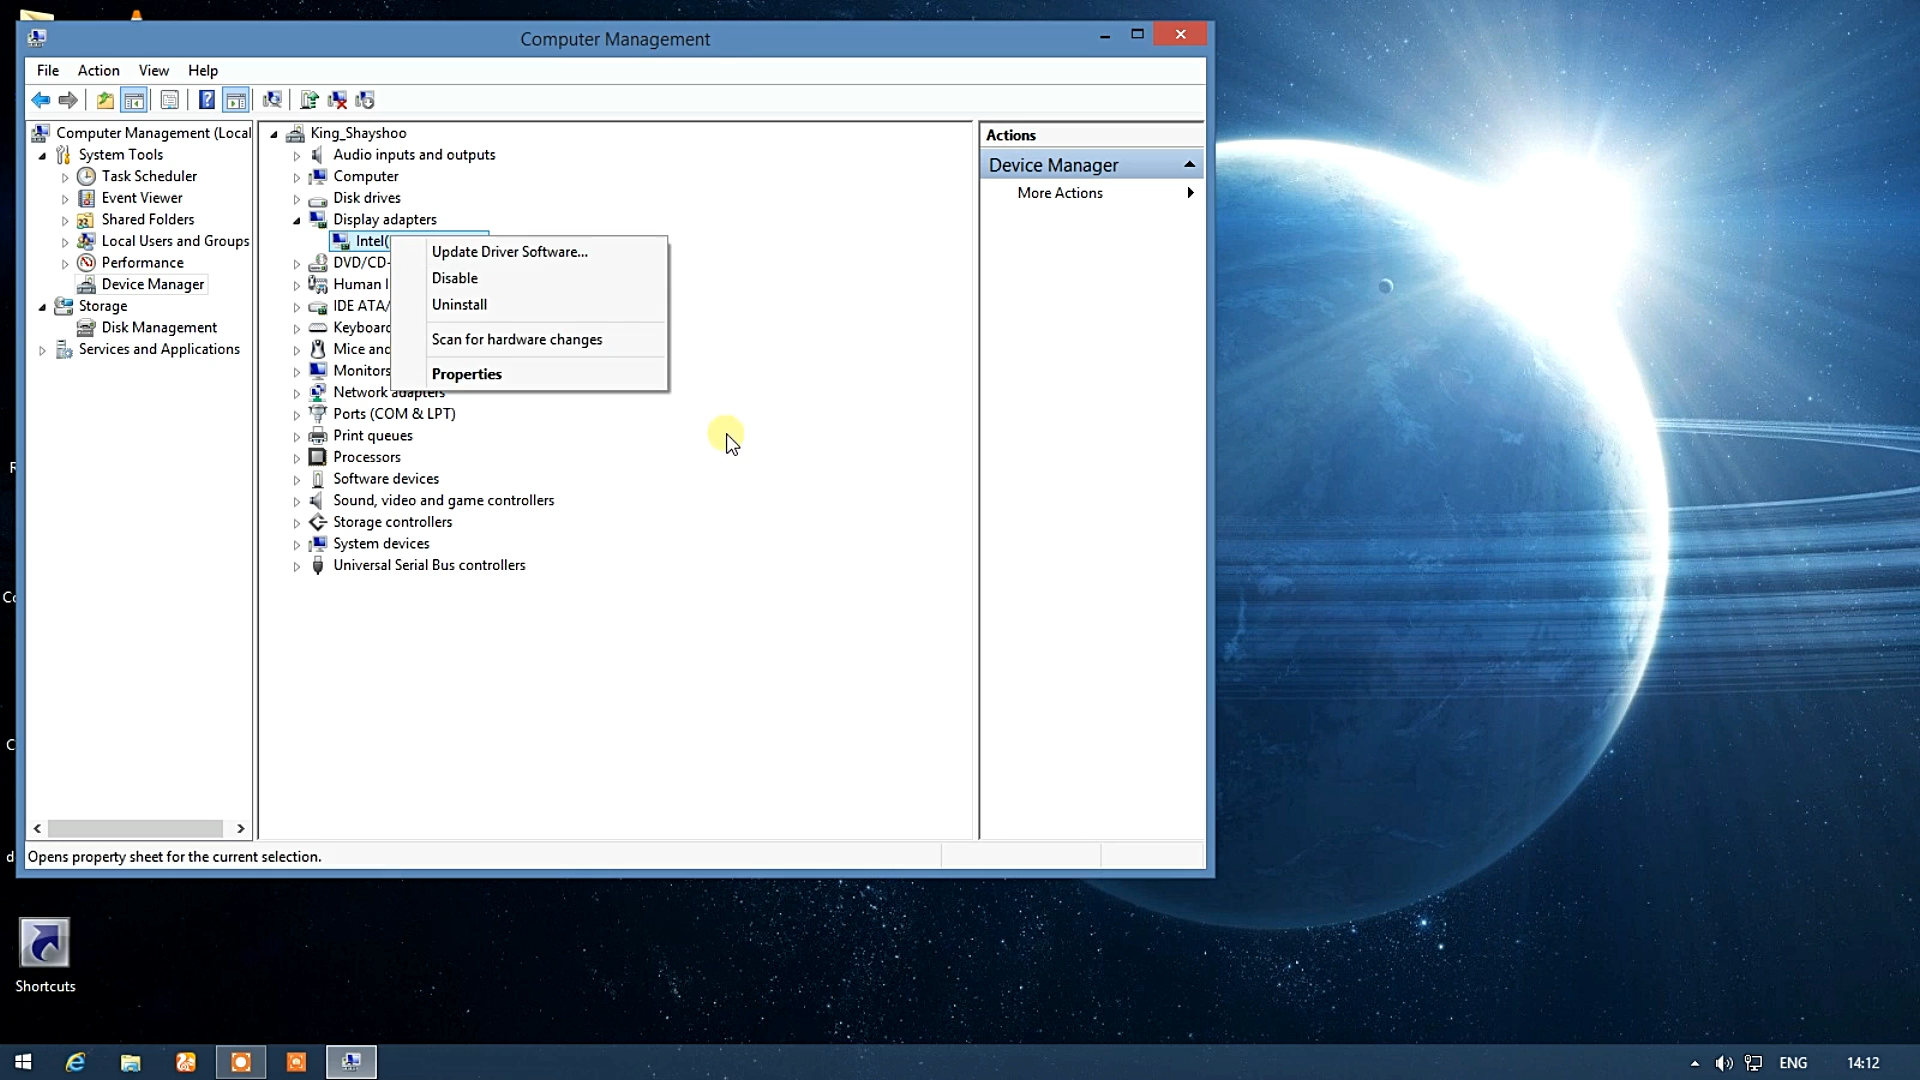 Computer Management
File Action View Help
Computer Management (Local
System Tools
Task Scheduler
Event Viewer
Shared Folders
Local Users and Groups
Performance
Device Manager
Storage
Disk Management
Services and Applications
King_Shayshoo
Audio inputs and outputs
Computer
Disk drives
Display adapters
Intel(
DVD/CD-
Human I
IDE ATA/
Keyboard
Mice and
Monitors
Network adapters
Ports (COM & LPT)
Print queues
Processors
Software devices
Sound, video and game controllers
Storage controllers
System devices
Universal Serial Bus controllers
Update Driver Software...
Disable
Uninstall
Scan for hardware changes
Properties
Actions
Device Manager
More Actions
Opens property sheet for the current selection.
R
Co
C
d
Shortcuts
ENG
14:12